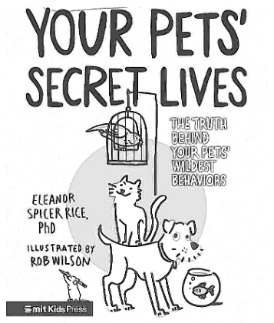 YOUR PETS'
SECRET LIVES
THE TRUTH
BEHIND
YOUR PETS'
WILDEST
BEHAVIORS
ELEANOR
SPICER RICE,
PhD
ILLUSTRATED BY
ROB WILSON
mit Kids Press